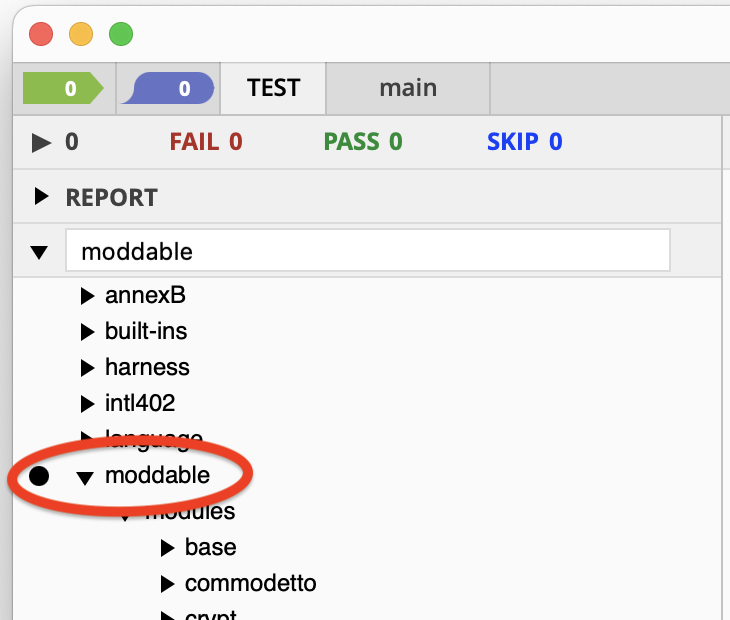 0 0 TEST main
0 FAIL 0 PASS 0 SKIP 0
REPORT
moddable
annexB
built-ins
harness
intl402
language
moddable
modules
base
commodetto
crypt